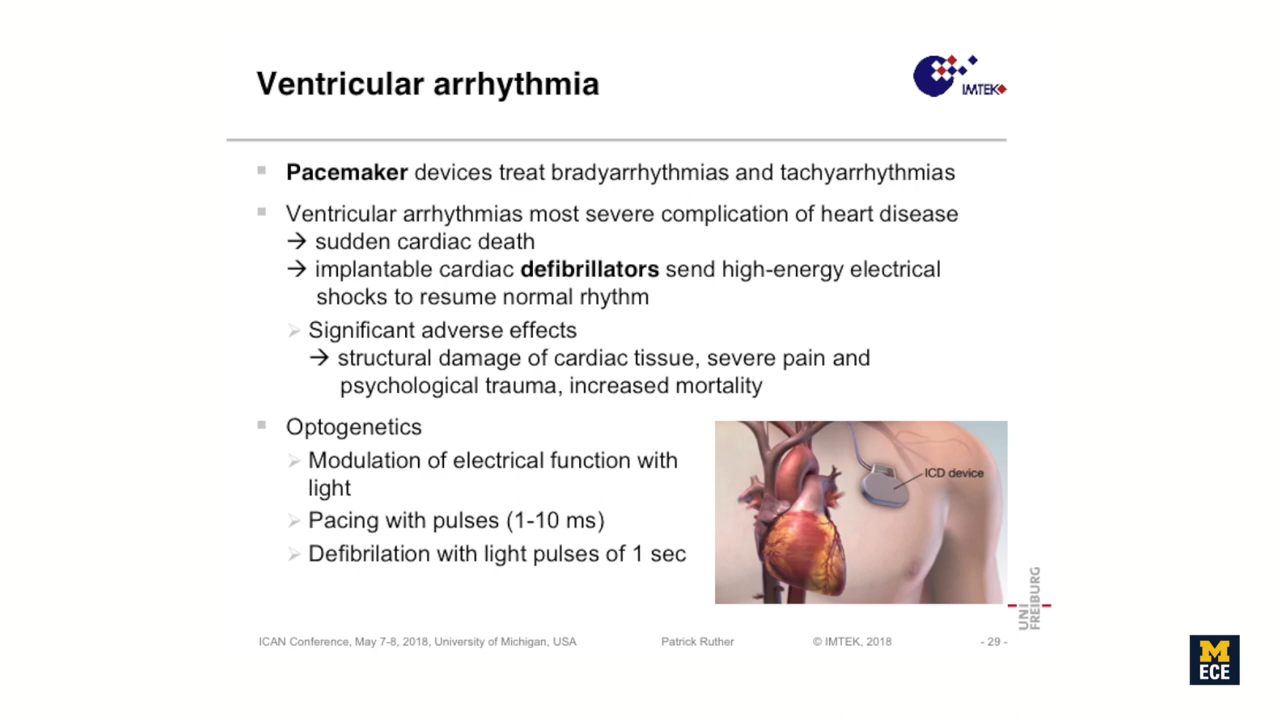 Ventricular arrhythmia
IMTEK
Pacemaker devices treat bradyarrhythmias and tachyarrhythmias
Ventricular arrhythmias most severe complication of heart disease
→ sudden cardiac death
→ implantable cardiac defibrillators send high-energy electrical
shocks to resume normal rhythm
Significant adverse effects
→ structural damage of cardiac tissue, severe pain and
psychological trauma, increased mortality
Optogenetics
Modulation of electrical function with
light
Pacing with pulses (1-10 ms)
Defibrilation with light pulses of 1 sec
ICD device
UNI
FREIBURG
ICAN Conference, May 7-8, 2018, University of Michigan, USA Patrick Ruther © IMTEK, 2018 - 29 -
M
ECE